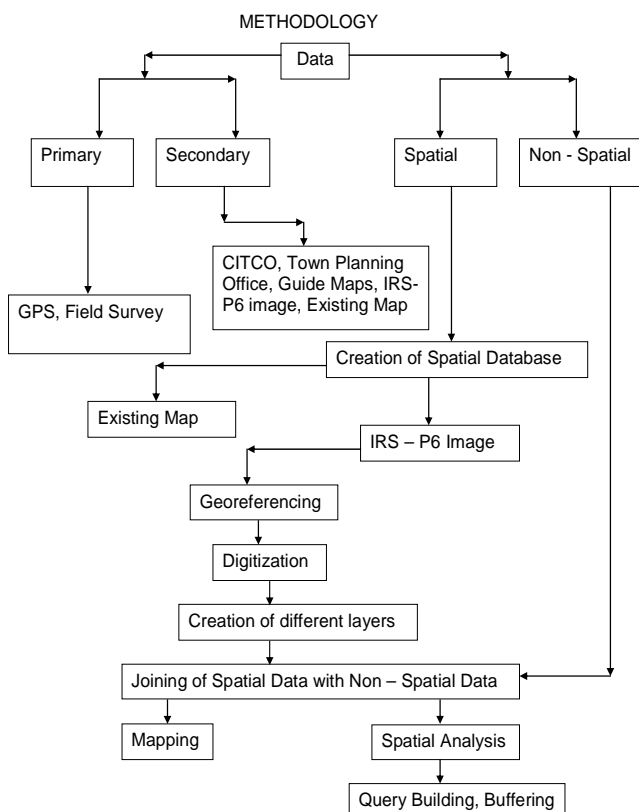 METHODOLOGY
Data
Primary
Secondary
Spatial
Non - Spatial
CITCO, Town Planning
Office, Guide Maps, IRS-
P6 image, Existing Map
GPS, Field Survey
Creation of Spatial Database
Existing Map
IRS – P6 Image
Georeferencing
Digitization
Creation of different layers
Joining of Spatial Data with Non – Spatial Data
Mapping
Spatial Analysis
Query Building, Buffering